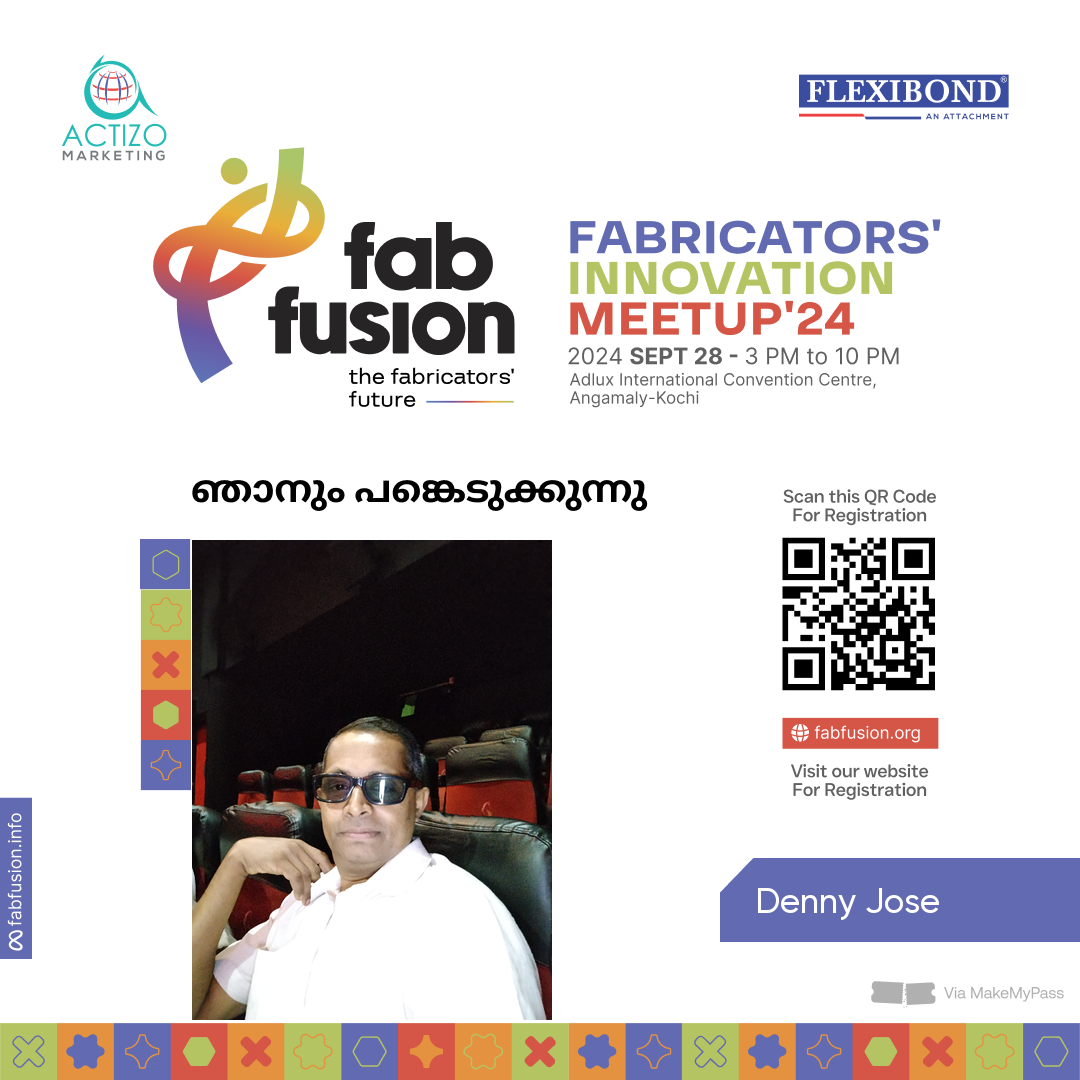 ACTIZO
MARKETING
FLEXIBOND®
AN ATTACHMENT
fab
fusion
the fabricators'
future
FABRICATORS'
INNOVATION
MEETUP'24
2024 SEPT 28 - 3 PM to 10 PM
Adlux International Convention Centre,
Angamaly-Kochi
ഞാനും പങ്കെടുക്കുന്നു
Scan this QR Code
For Registration
fabfusion.org
Visit our website
For Registration
fabfusion.info
Denny Jose
Via MakeMyPass